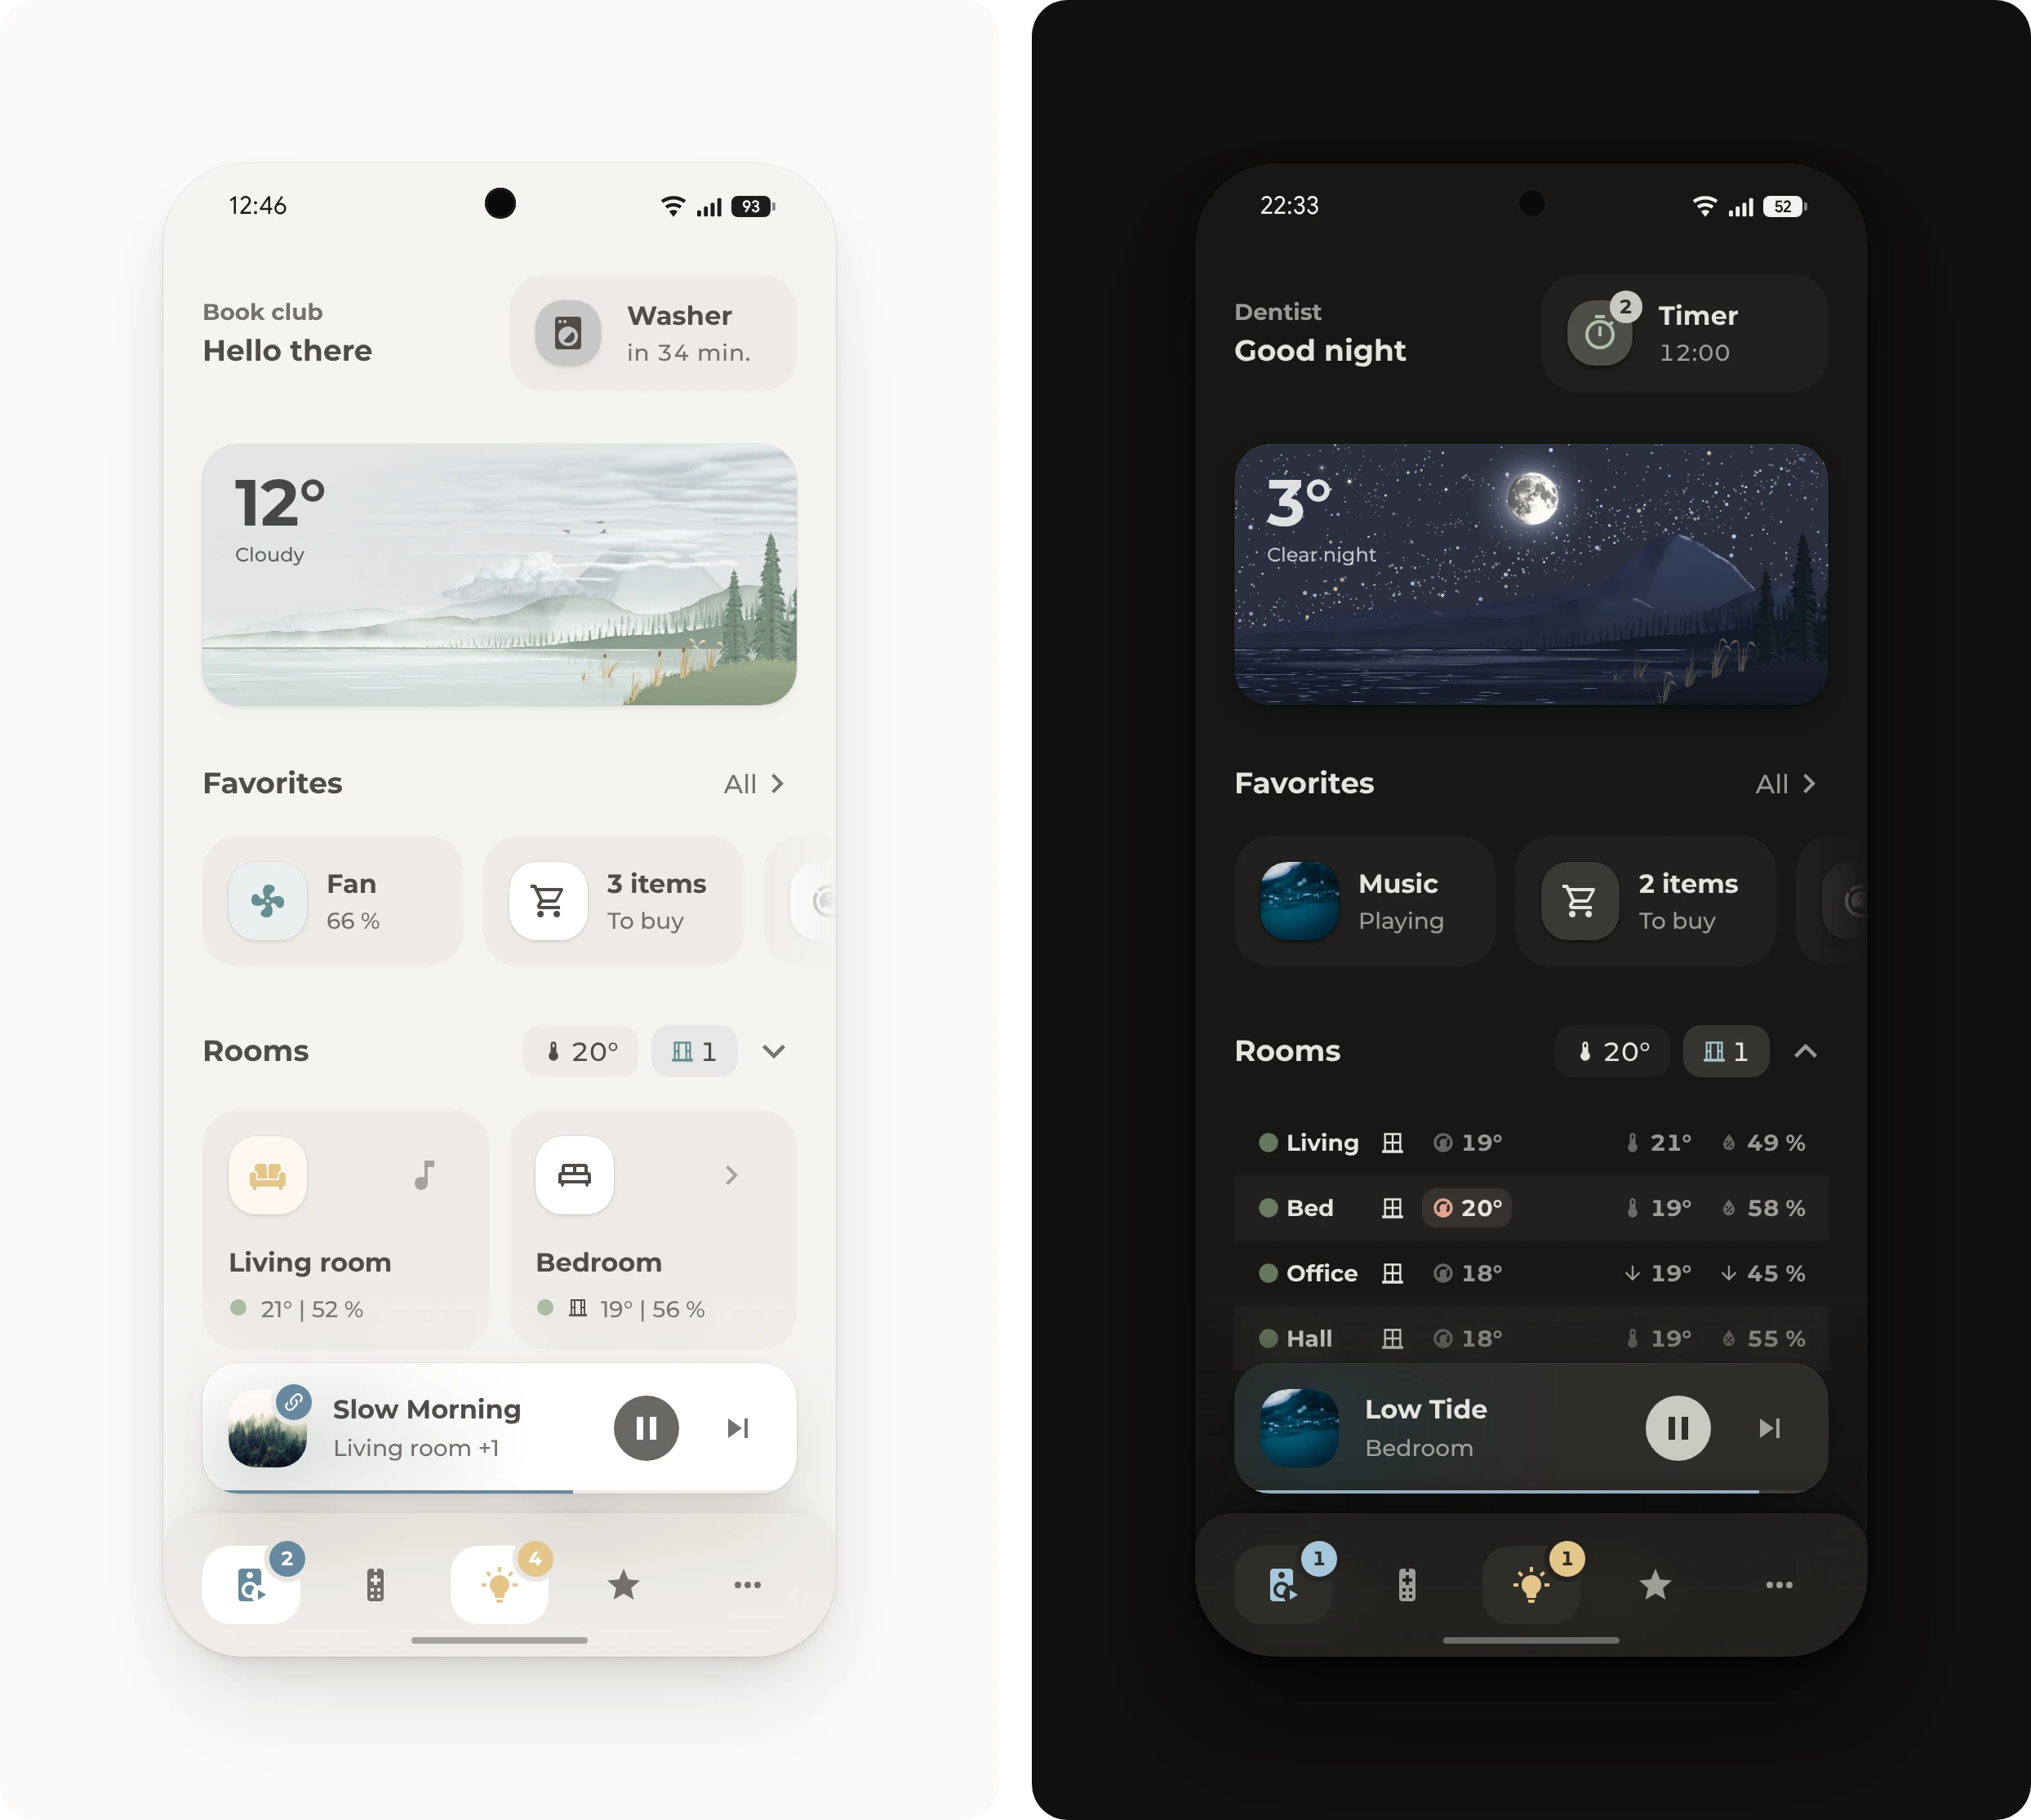 12:46
93
Book club
Hello there
Washer
in 34 min.
12°
Cloudy
Favorites
All
Fan
66 %
3 items
To buy
Rooms
20°
1
Living room
21° | 52 %
Bedroom
19° | 56 %
Slow Morning
Living room +1
2
4
22:33
52
Dentist
Good night
2
Timer
12:00
3°
Clear night
Favorites
All
Music
Playing
2 items
To buy
Rooms
20°
1
Living 19° 21° 49 %
Bed 20° 19° 58 %
Office 18° 19° 45 %
Hall 18° 19° 55 %
Low Tide
Bedroom
1
1